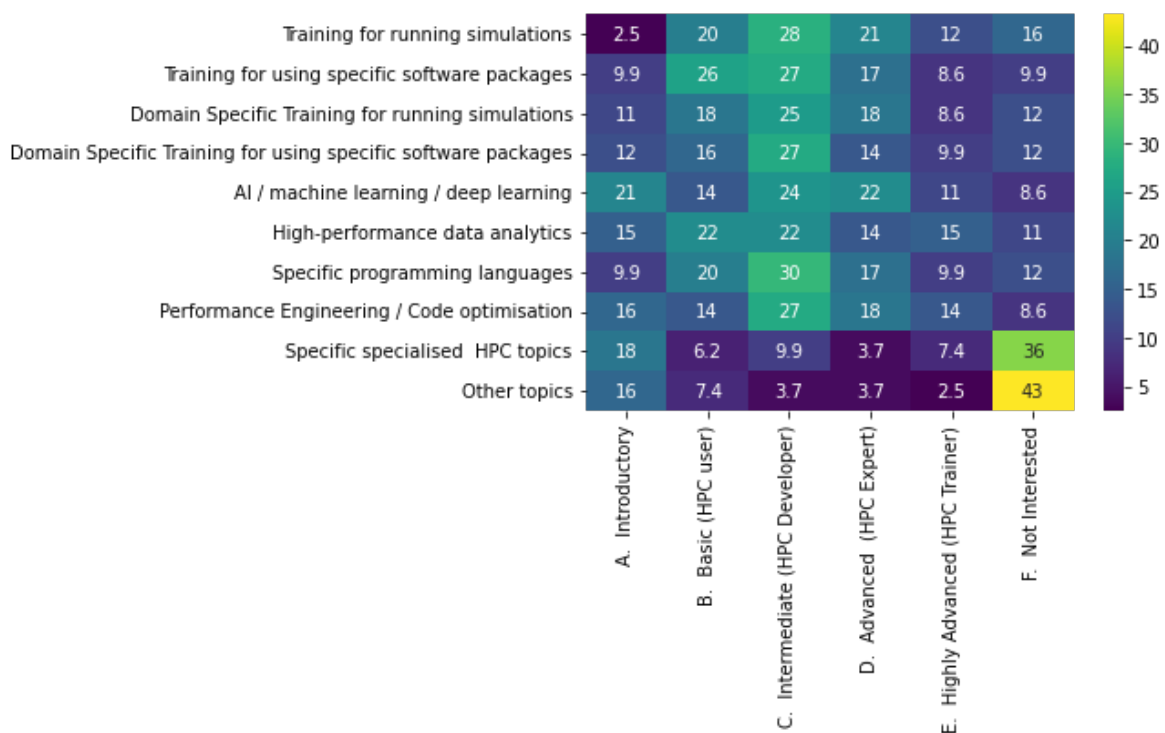 Training for running simulations 2.5 20 28 21 12 16
Training for using specific software packages 9.9 26 27 17 8.6 9.9
Domain Specific Training for running simulations 11 18 25 18 8.6 12
Domain Specific Training for using specific software packages 12 16 27 14 9.9 12
AI / machine learning / deep learning 21 14 24 22 11 8.6
High-performance data analytics 15 22 22 14 15 11
Specific programming languages 9.9 20 30 17 9.9 12
Performance Engineering / Code optimisation 16 14 27 18 14 8.6
Specific specialised  HPC topics 18 6.2 9.9 3.7 7.4 36
Other topics 16 7.4 3.7 3.7 2.5 43
A.  Introductory
B.  Basic (HPC user)
C.  Intermediate (HPC Developer)
D.  Advanced  (HPC Expert)
E.  Highly Advanced (HPC Trainer)
F.  Not Interested
40
35
30
25
20
15
10
5